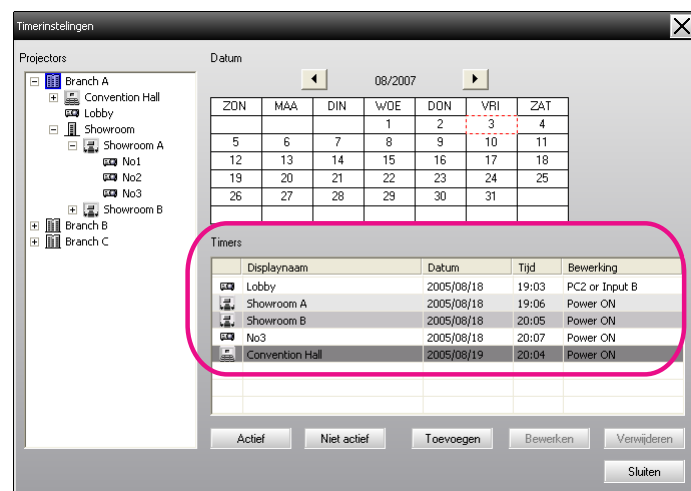 Timerinstelingen
Projectors
Branch A
Convention Hall
Lobby
Showroom
Showroom A
No1
No2
No3
Showroom B
Branch B
Branch C
Datum
08/2007
ZON MAA DIN WOE DON VRI ZAT
1 2 3 4
5 6 7 8 9 10 11
12 13 14 15 16 17 18
19 20 21 22 23 24 25
26 27 28 29 30 31
Timers
Displaynaam Datum Tijd Bewerking
Lobby 2005/08/18 19:03 PC2 or Input B
Showroom A 2005/08/18 19:06 Power ON
Showroom B 2005/08/18 20:05 Power ON
No3 2005/08/18 20:07 Power ON
Convention Hall 2005/08/19 20:04 Power ON
Actief Niet actief Toevoegen Bewerken Verwijderen
Sluiten